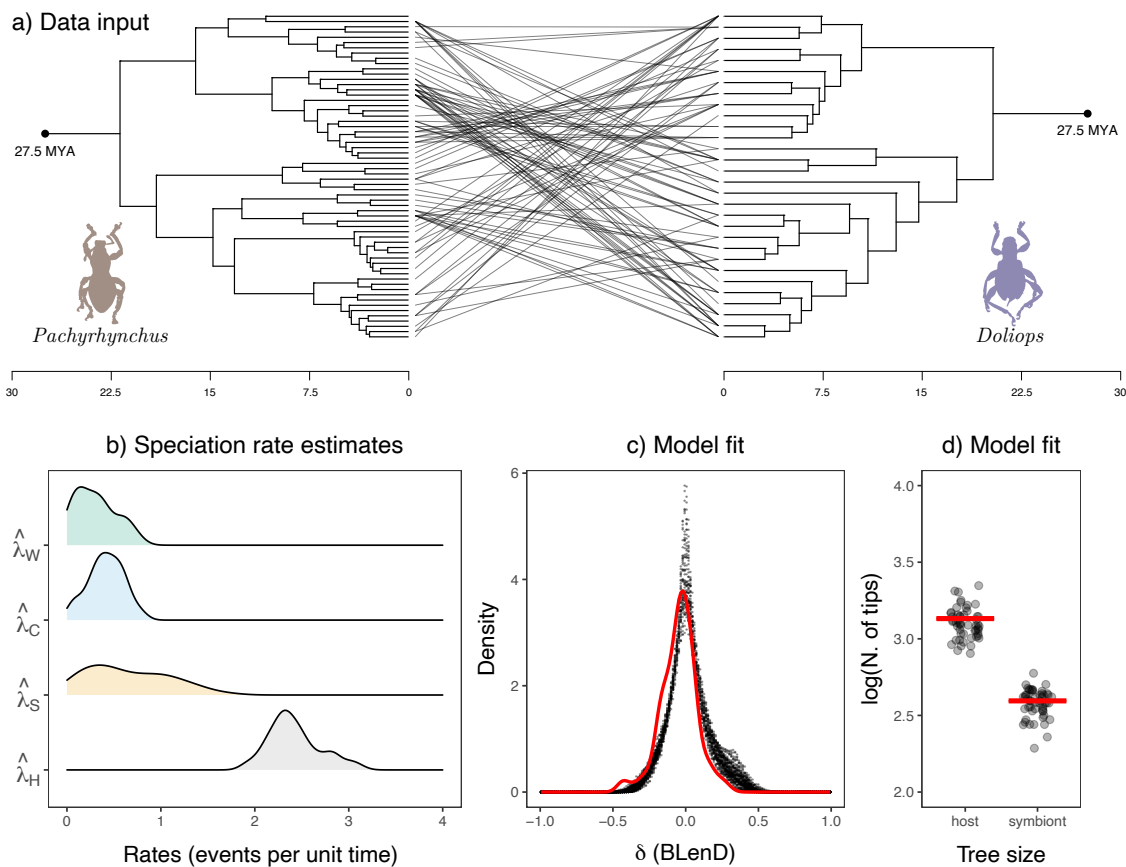 a) Data input
27.5 MYA
27.5 MYA
Pachyrhynchus
Doliops
30 22.5 15 7.5 0
0 7.5 15 22.5 30
b) Speciation rate estimates
λ̂W
λ̂C
λ̂S
λ̂H
0 1 2 3 4
Rates (events per unit time)
c) Model fit
Density
6
4
2
0
−1.0 −0.5 0.0 0.5 1.0
δ (BLenD)
d) Model fit
log(N. of tips)
4.0
3.5
3.0
2.5
2.0
host symbiont
Tree size